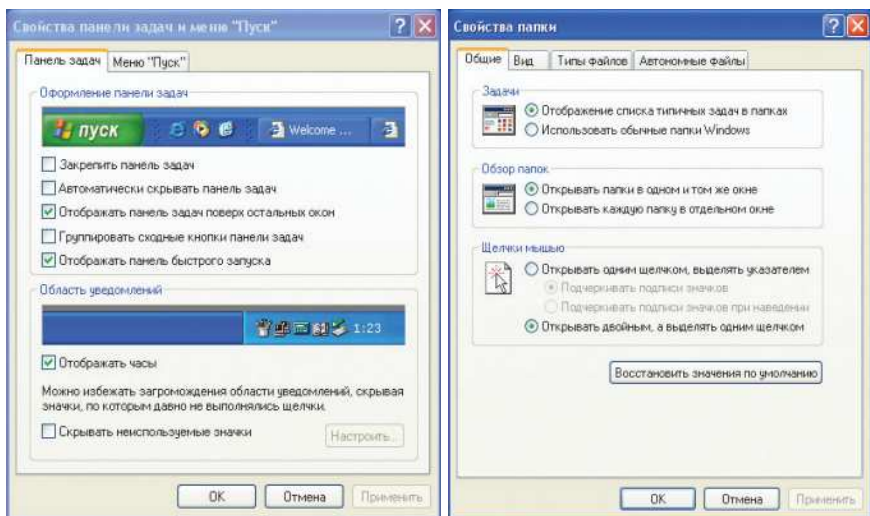 Свойства панели задач и меню "Пуск"
Панель задач
Меню "Пуск"
Оформление панели задач
пуск
Welcome ...
Закрепить панель задач
Автоматически скрывать панель задач
Отображать панель задач поверх остальных окон
Группировать сходные кнопки панели задач
Отображать панель быстрого запуска
Область уведомлений
1:23
Отображать часы
Можно избежать загромождения области уведомлений, скрывая
значки, по которым давно не выполнялись щелчки.
Скрывать неиспользуемые значки
Настроить...
ОК
Отмена
Применить
Свойства папки
Общие
Вид
Типы файлов
Автономные файлы
Задачи
Отображение списка типичных задач в папках
Использовать обычные папки Windows
Обзор папок
Открывать папки в одном и том же окне
Открывать каждую папку в отдельном окне
Щелчки мышью
Открывать одним щелчком, выделять указателем
Подчеркивать подписи значков
Подчеркивать подписи значков при наведении
Открывать двойным, а выделять одним щелчком
Восстановить значения по умолчанию
ОК
Отмена
Применить